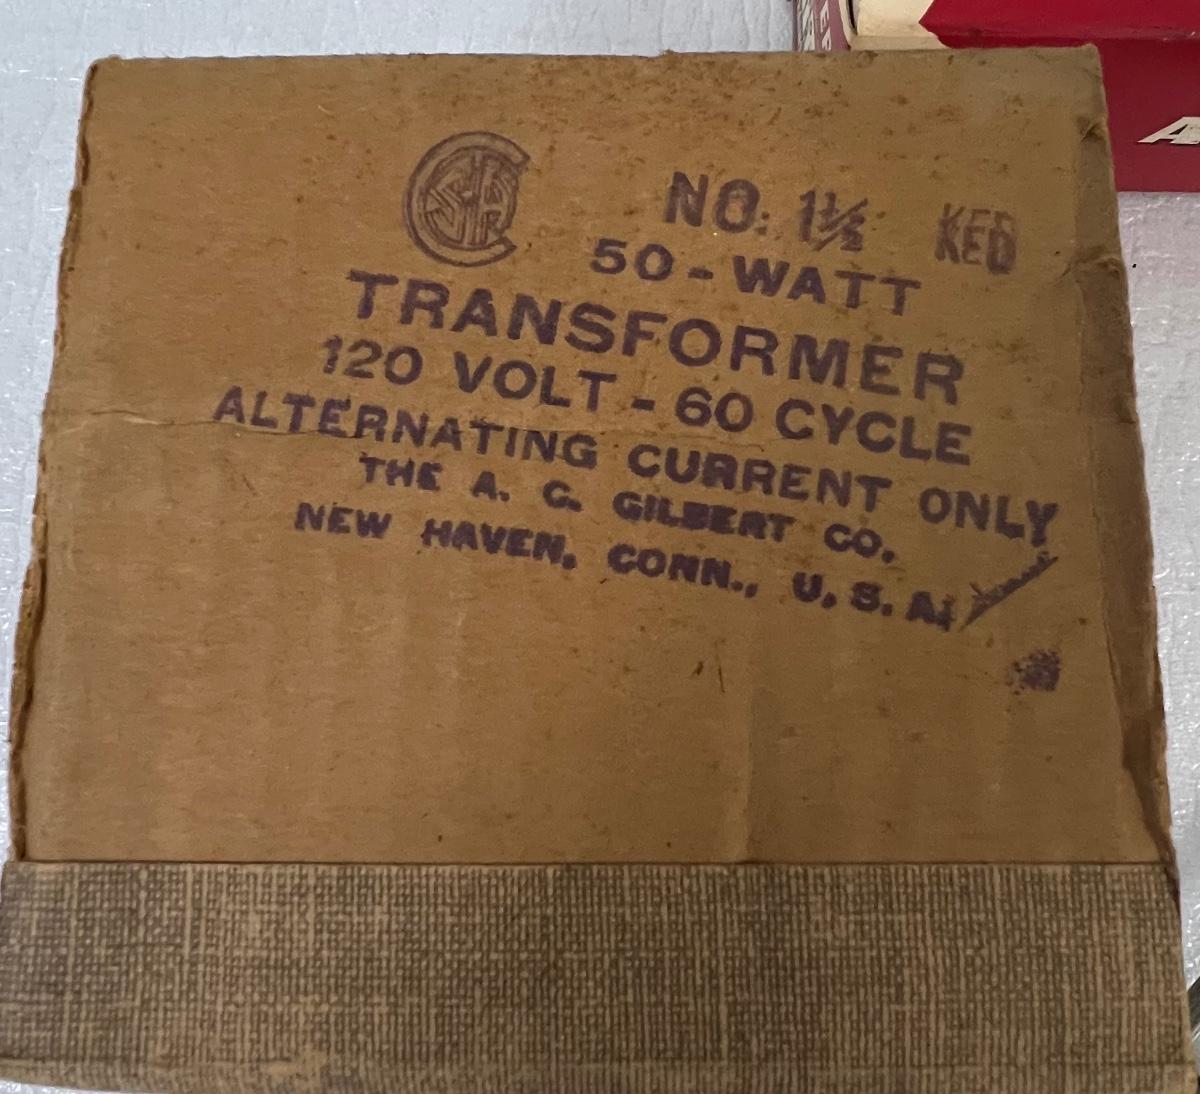 CSA
NO. 1½ KED
50-WATT
TRANSFORMER
120 VOLT - 60 CYCLE
ALTERNATING CURRENT ONLY
THE A. C. GILBERT CO.
NEW HAVEN, CONN., U. S. A.